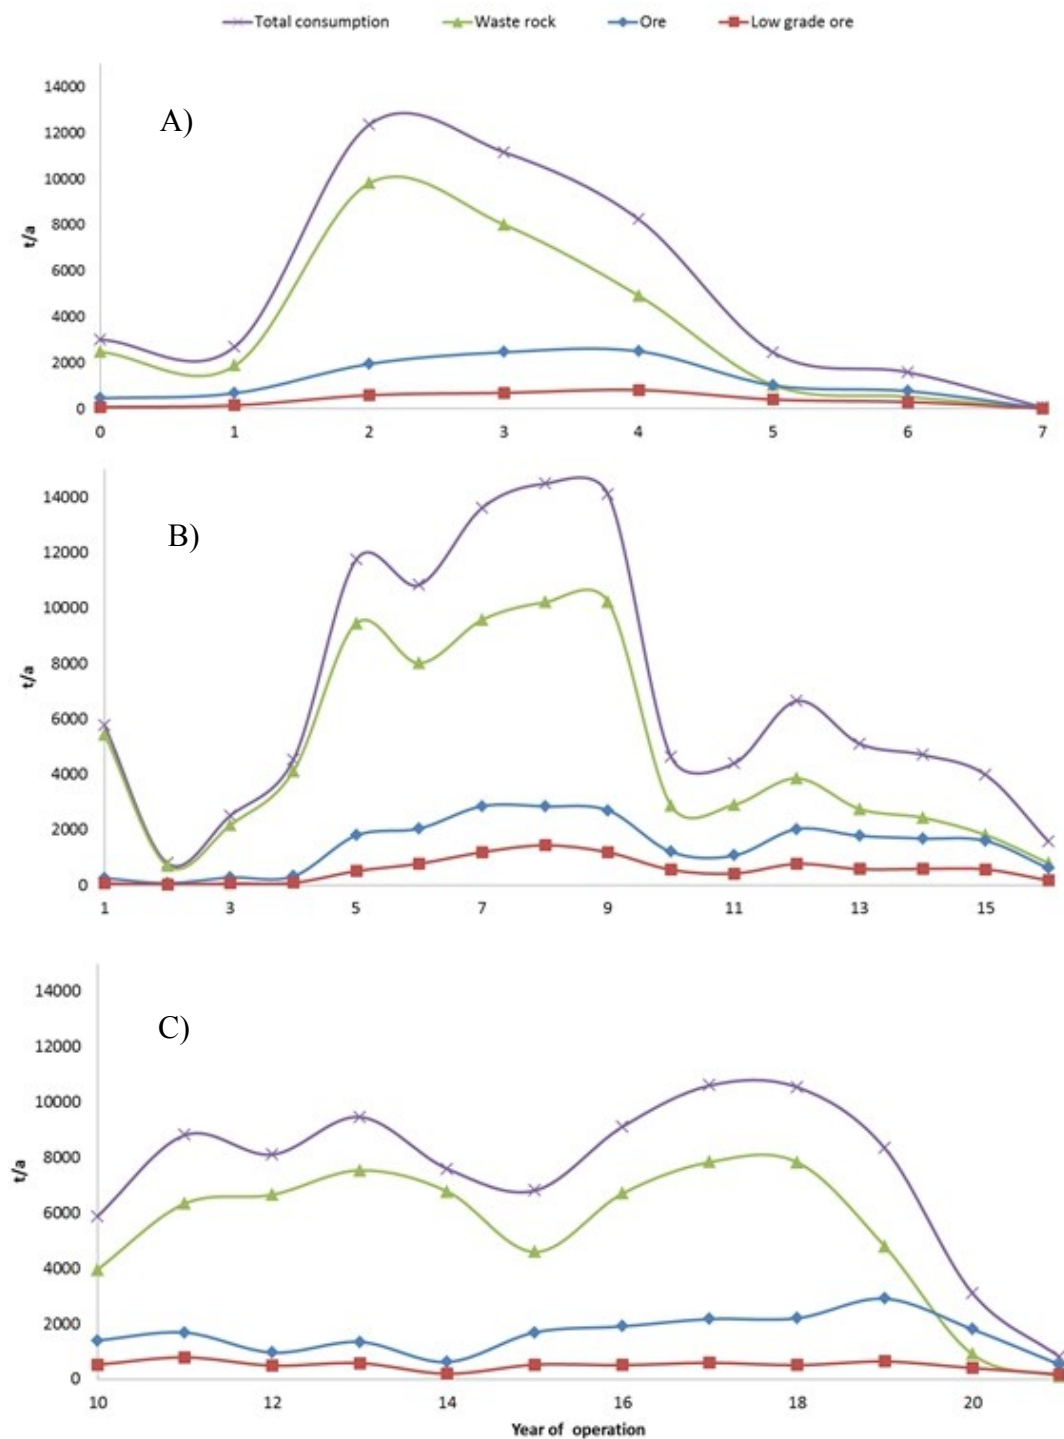 Total consumption Waste rock Ore Low grade ore
14000
A)
12000
10000
8000
t/a
6000
4000
2000
0
0 1 2 3 4 5 6 7
14000
B)
12000
10000
8000
t/a
6000
4000
2000
0
1 3 5 7 9 11 13 15
14000
C)
12000
10000
8000
t/a
6000
4000
2000
0
10 12 14 16 18 20
Year of operation